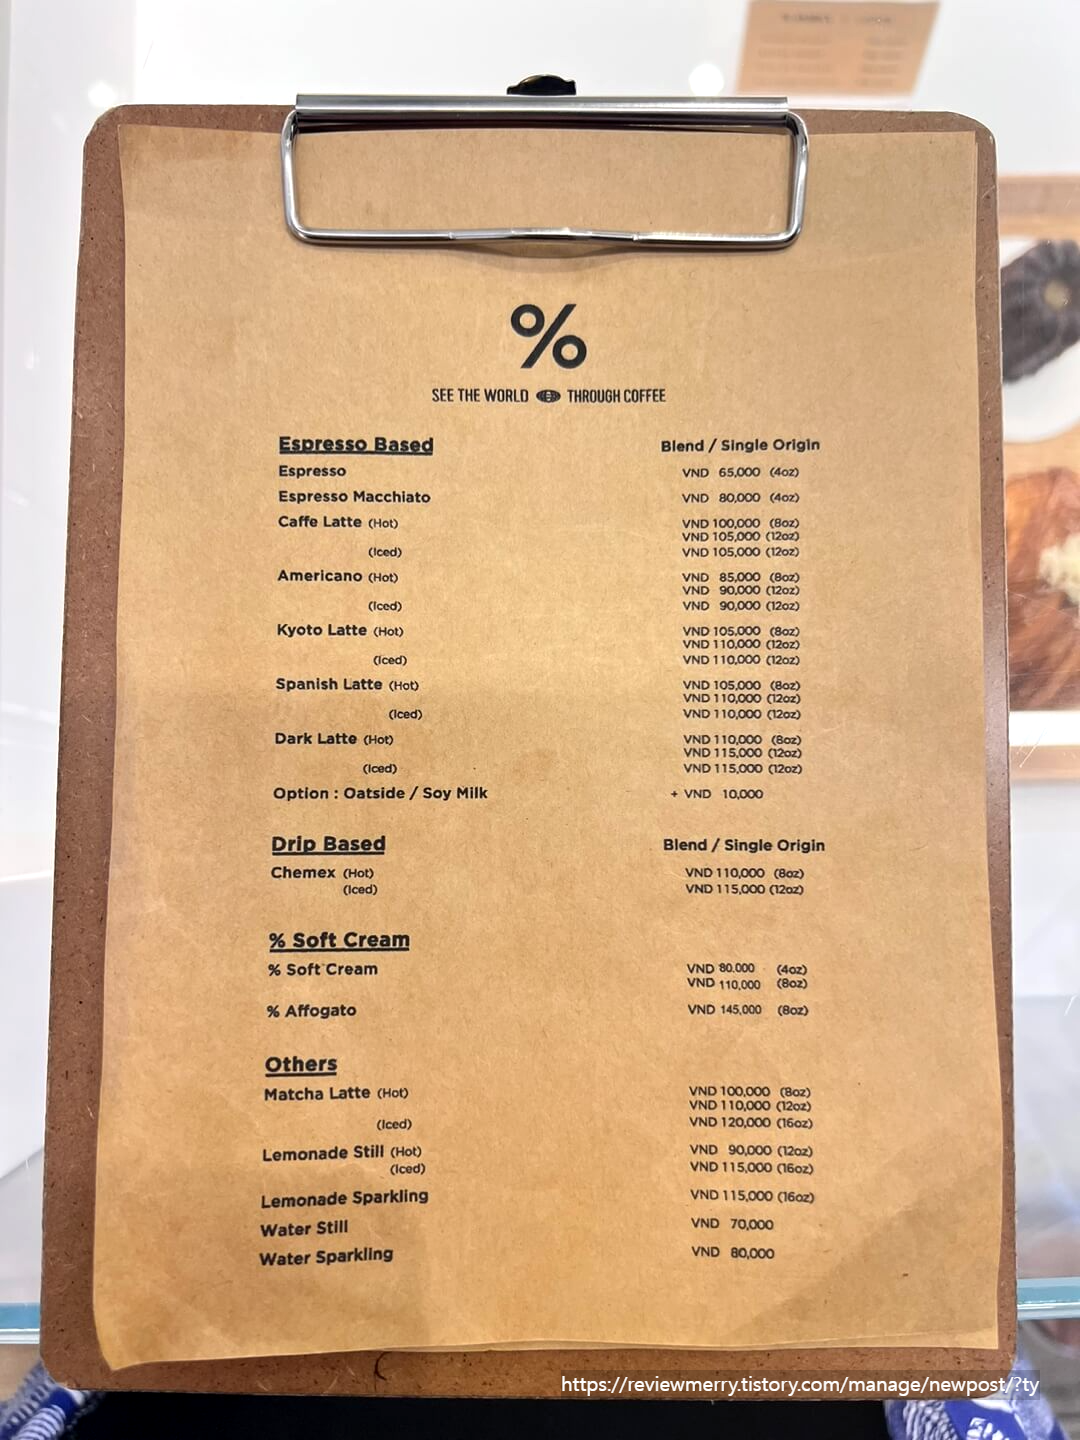 %
SEE THE WORLD THROUGH COFFEE
Espresso Based Blend / Single Origin
Espresso VND 65,000 (4oz)
Espresso Macchiato VND 80,000 (4oz)
Caffe Latte (Hot) VND 100,000 (8oz)
VND 105,000 (12oz)
(Iced) VND 105,000 (12oz)
Americano (Hot) VND 85,000 (8oz)
VND 90,000 (12oz)
(Iced) VND 90,000 (12oz)
Kyoto Latte (Hot) VND 105,000 (8oz)
VND 110,000 (12oz)
(Iced) VND 110,000 (12oz)
Spanish Latte (Hot) VND 105,000 (8oz)
VND 110,000 (12oz)
(Iced) VND 110,000 (12oz)
Dark Latte (Hot) VND 110,000 (8oz)
VND 115,000 (12oz)
(Iced) VND 115,000 (12oz)
Option : Oatside / Soy Milk + VND 10,000
Drip Based Blend / Single Origin
Chemex (Hot) VND 110,000 (8oz)
(Iced) VND 115,000 (12oz)
% Soft Cream
% Soft Cream VND 80.000 (4oz)
VND 110,000 (8oz)
% Affogato VND 145,000 (8oz)
Others
Matcha Latte (Hot) VND 100,000 (8oz)
VND 110,000 (12oz)
(Iced) VND 120,000 (16oz)
Lemonade Still (Hot) VND 90,000 (12oz)
(Iced) VND 115,000 (16oz)
Lemonade Sparkling VND 115,000 (16oz)
Water Still VND 70,000
Water Sparkling VND 80,000
https://reviewmerry.tistory.com/manage/newpost/?ty